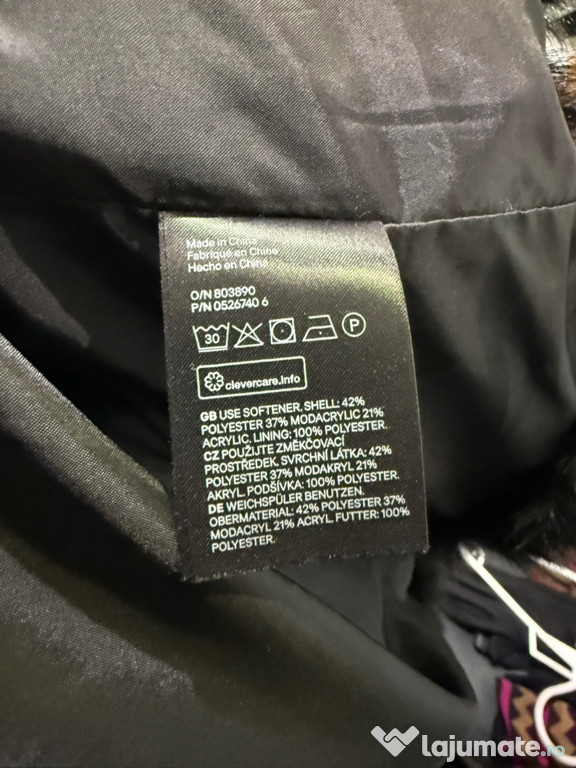 Made in China
Fabriqué en Chine
Hecho en China
O/N 803890
P/N 0526740 6
30 P
clevercare.info
GB USE SOFTENER. SHELL: 42%
POLYESTER 37% MODACRYLIC 21%
ACRYLIC. LINING: 100% POLYESTER.
CZ POUŽIJTE ZMĚKČOVACÍ
PROSTŘEDEK. SVRCHNÍ LÁTKA: 42%
POLYESTER 37% MODAKRYL 21%
AKRYL. PODŠÍVKA: 100% POLYESTER.
DE WEICHSPÜLER BENUTZEN.
OBERMATERIAL: 42% POLYESTER 37%
MODACRYL 21% ACRYL. FUTTER: 100%
POLYESTER.
lajumate.ro